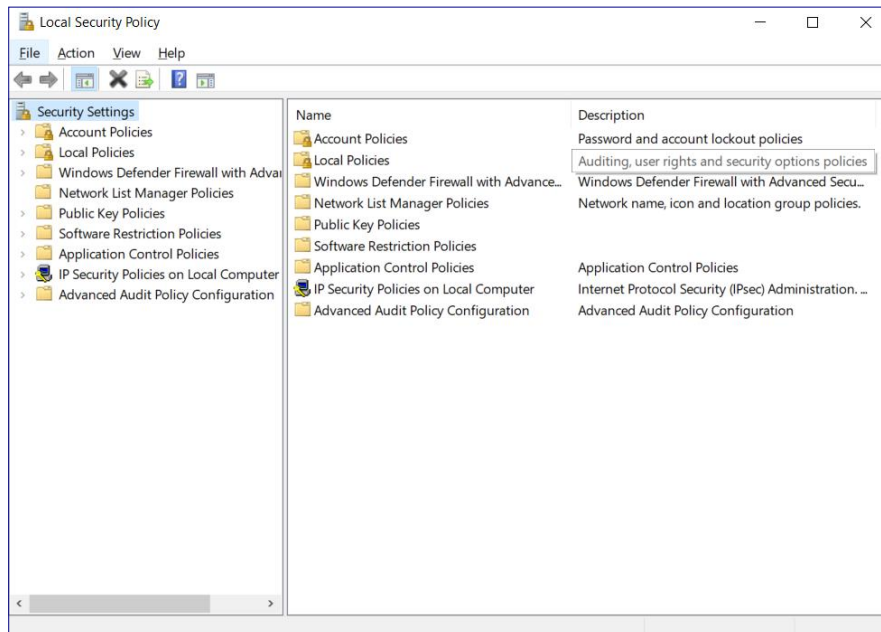 Local Security Policy
File Action View Help
Security Settings
Account Policies
Local Policies
Windows Defender Firewall with Advan
Network List Manager Policies
Public Key Policies
Software Restriction Policies
Application Control Policies
IP Security Policies on Local Computer
Advanced Audit Policy Configuration
Name Description
Account Policies Password and account lockout policies
Local Policies Auditing, user rights and security options policies
Windows Defender Firewall with Advance... Windows Defender Firewall with Advanced Secu...
Network List Manager Policies Network name, icon and location group policies.
Public Key Policies
Software Restriction Policies
Application Control Policies Application Control Policies
IP Security Policies on Local Computer Internet Protocol Security (IPsec) Administration. ...
Advanced Audit Policy Configuration Advanced Audit Policy Configuration